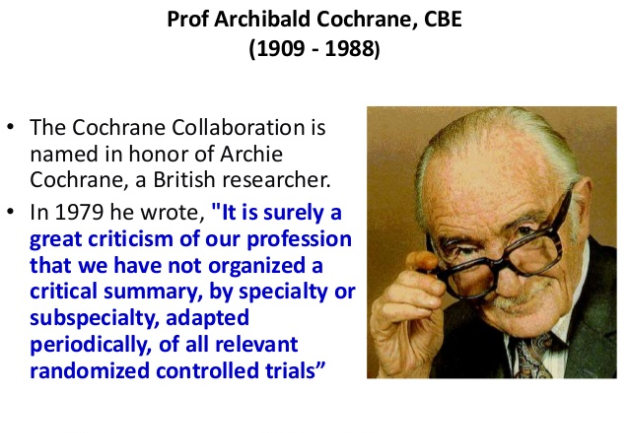 Prof Archibald Cochrane, CBE
(1909 - 1988)
• The Cochrane Collaboration is
named in honor of Archie
Cochrane, a British researcher.
• In 1979 he wrote, "It is surely a
great criticism of our profession
that we have not organized a
critical summary, by specialty or
subspecialty, adapted
periodically, of all relevant
randomized controlled trials”